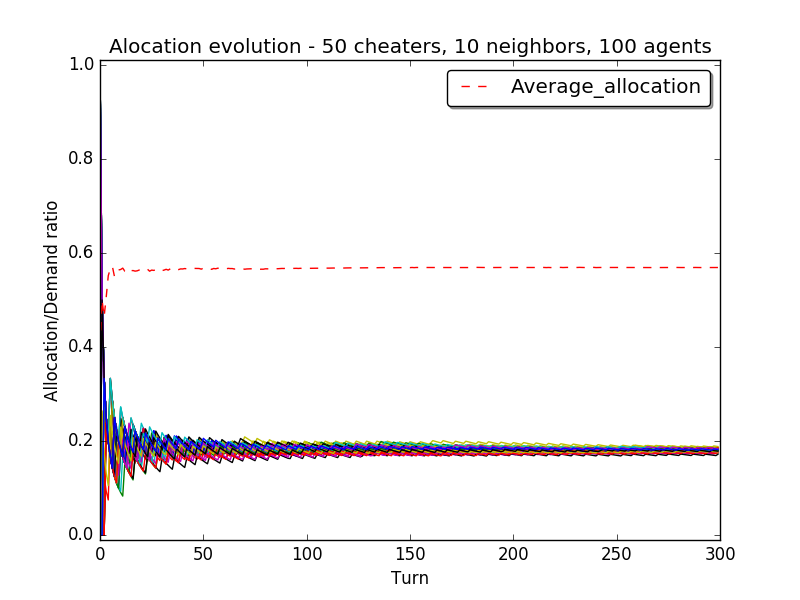 Alocation evolution - 50 cheaters, 10 neighbors, 100 agents
Average_allocation
1.0
0.8
0.6
0.4
0.2
0.0
Allocation/Demand ratio
0 50 100 150 200 250 300
Turn